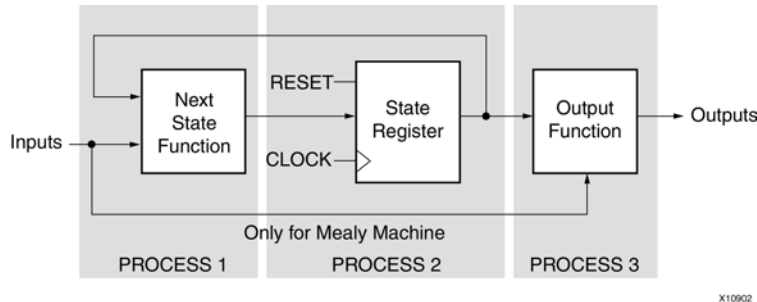 Inputs
Next
State
Function
RESET
CLOCK
State
Register
Output
Function
Outputs
Only for Mealy Machine
PROCESS 1
PROCESS 2
PROCESS 3
X10902